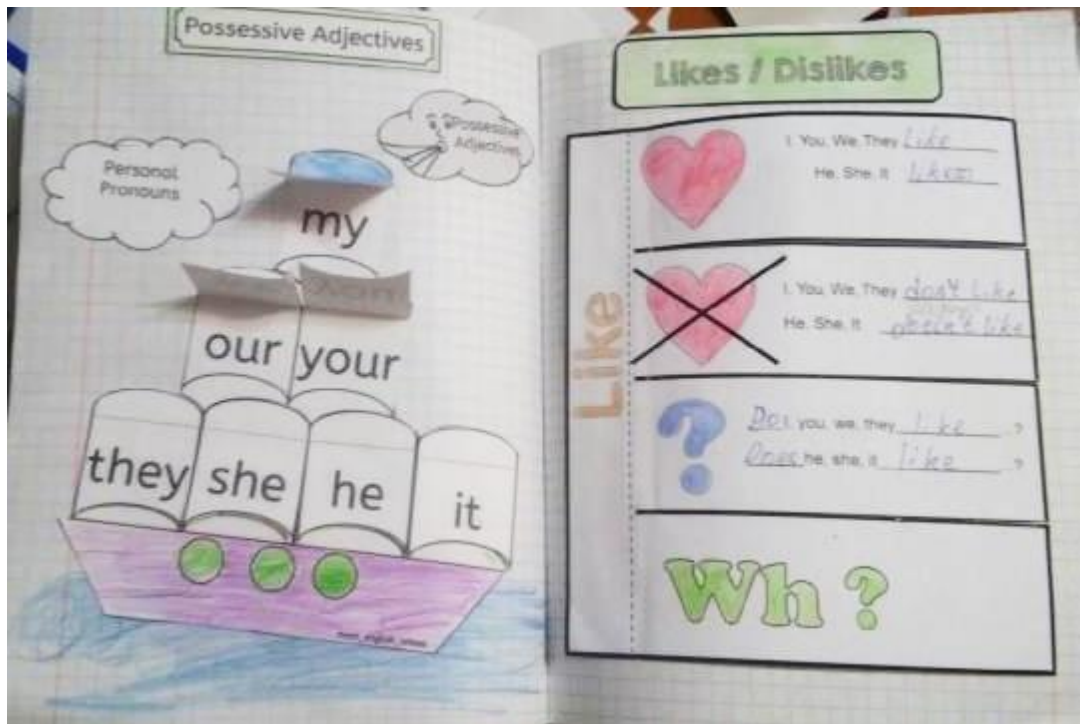 Possessive Adjectives
Personal
Pronouns
Possessive
Adjectives
my
our your
they she he it
Likes / Dislikes
Like
I, You, We, They Like
He, She, It
I, You, We, They don't Like
He, She, It doesn't like
Do I, you, we, they like ?
Does he, she, it like ?
Wh ?